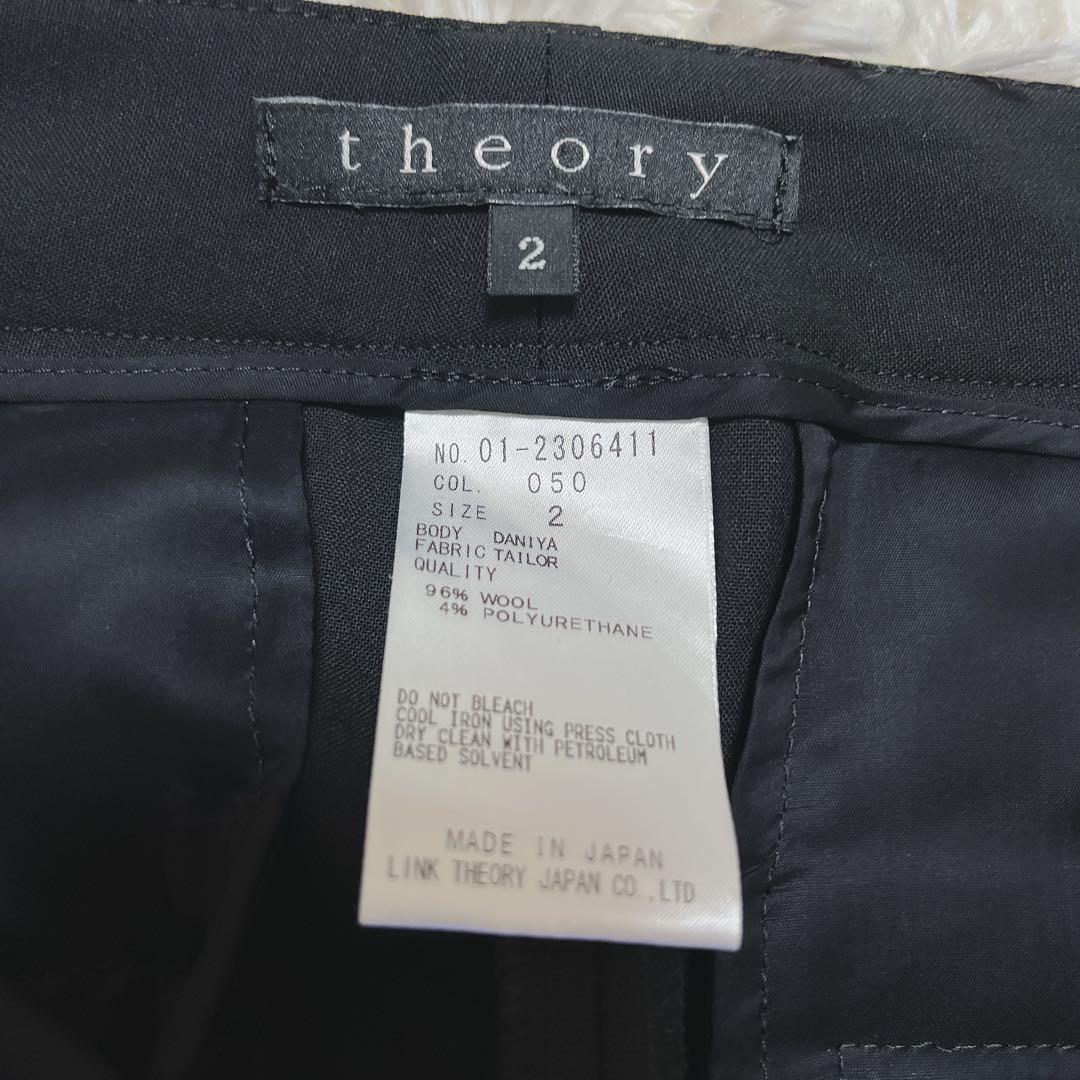 theory
2
NO. 01-2306411
COL. 050
SIZE 2
BODY DANIYA
FABRIC TAILOR
QUALITY
96% WOOL
4% POLYURETHANE
DO NOT BLEACH
COOL IRON USING PRESS CLOTH
DRY CLEAN WITH PETROLEUM
BASED SOLVENT
MADE IN JAPAN
LINK THEORY JAPAN CO.,LTD